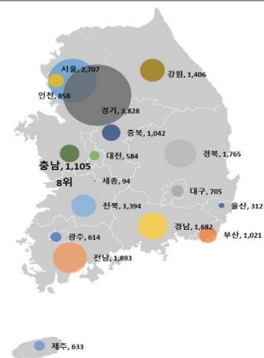 서울, 2,707
강원, 1,406
인천, 858
경기, 3,828
충북, 1,042
충남, 1,105
8위
대전, 584
경북, 1,765
세종, 94
대구, 705
전북, 1,394
울산, 312
경남, 1,682
부산, 1,021
광주, 614
전남, 1,893
제주, 633